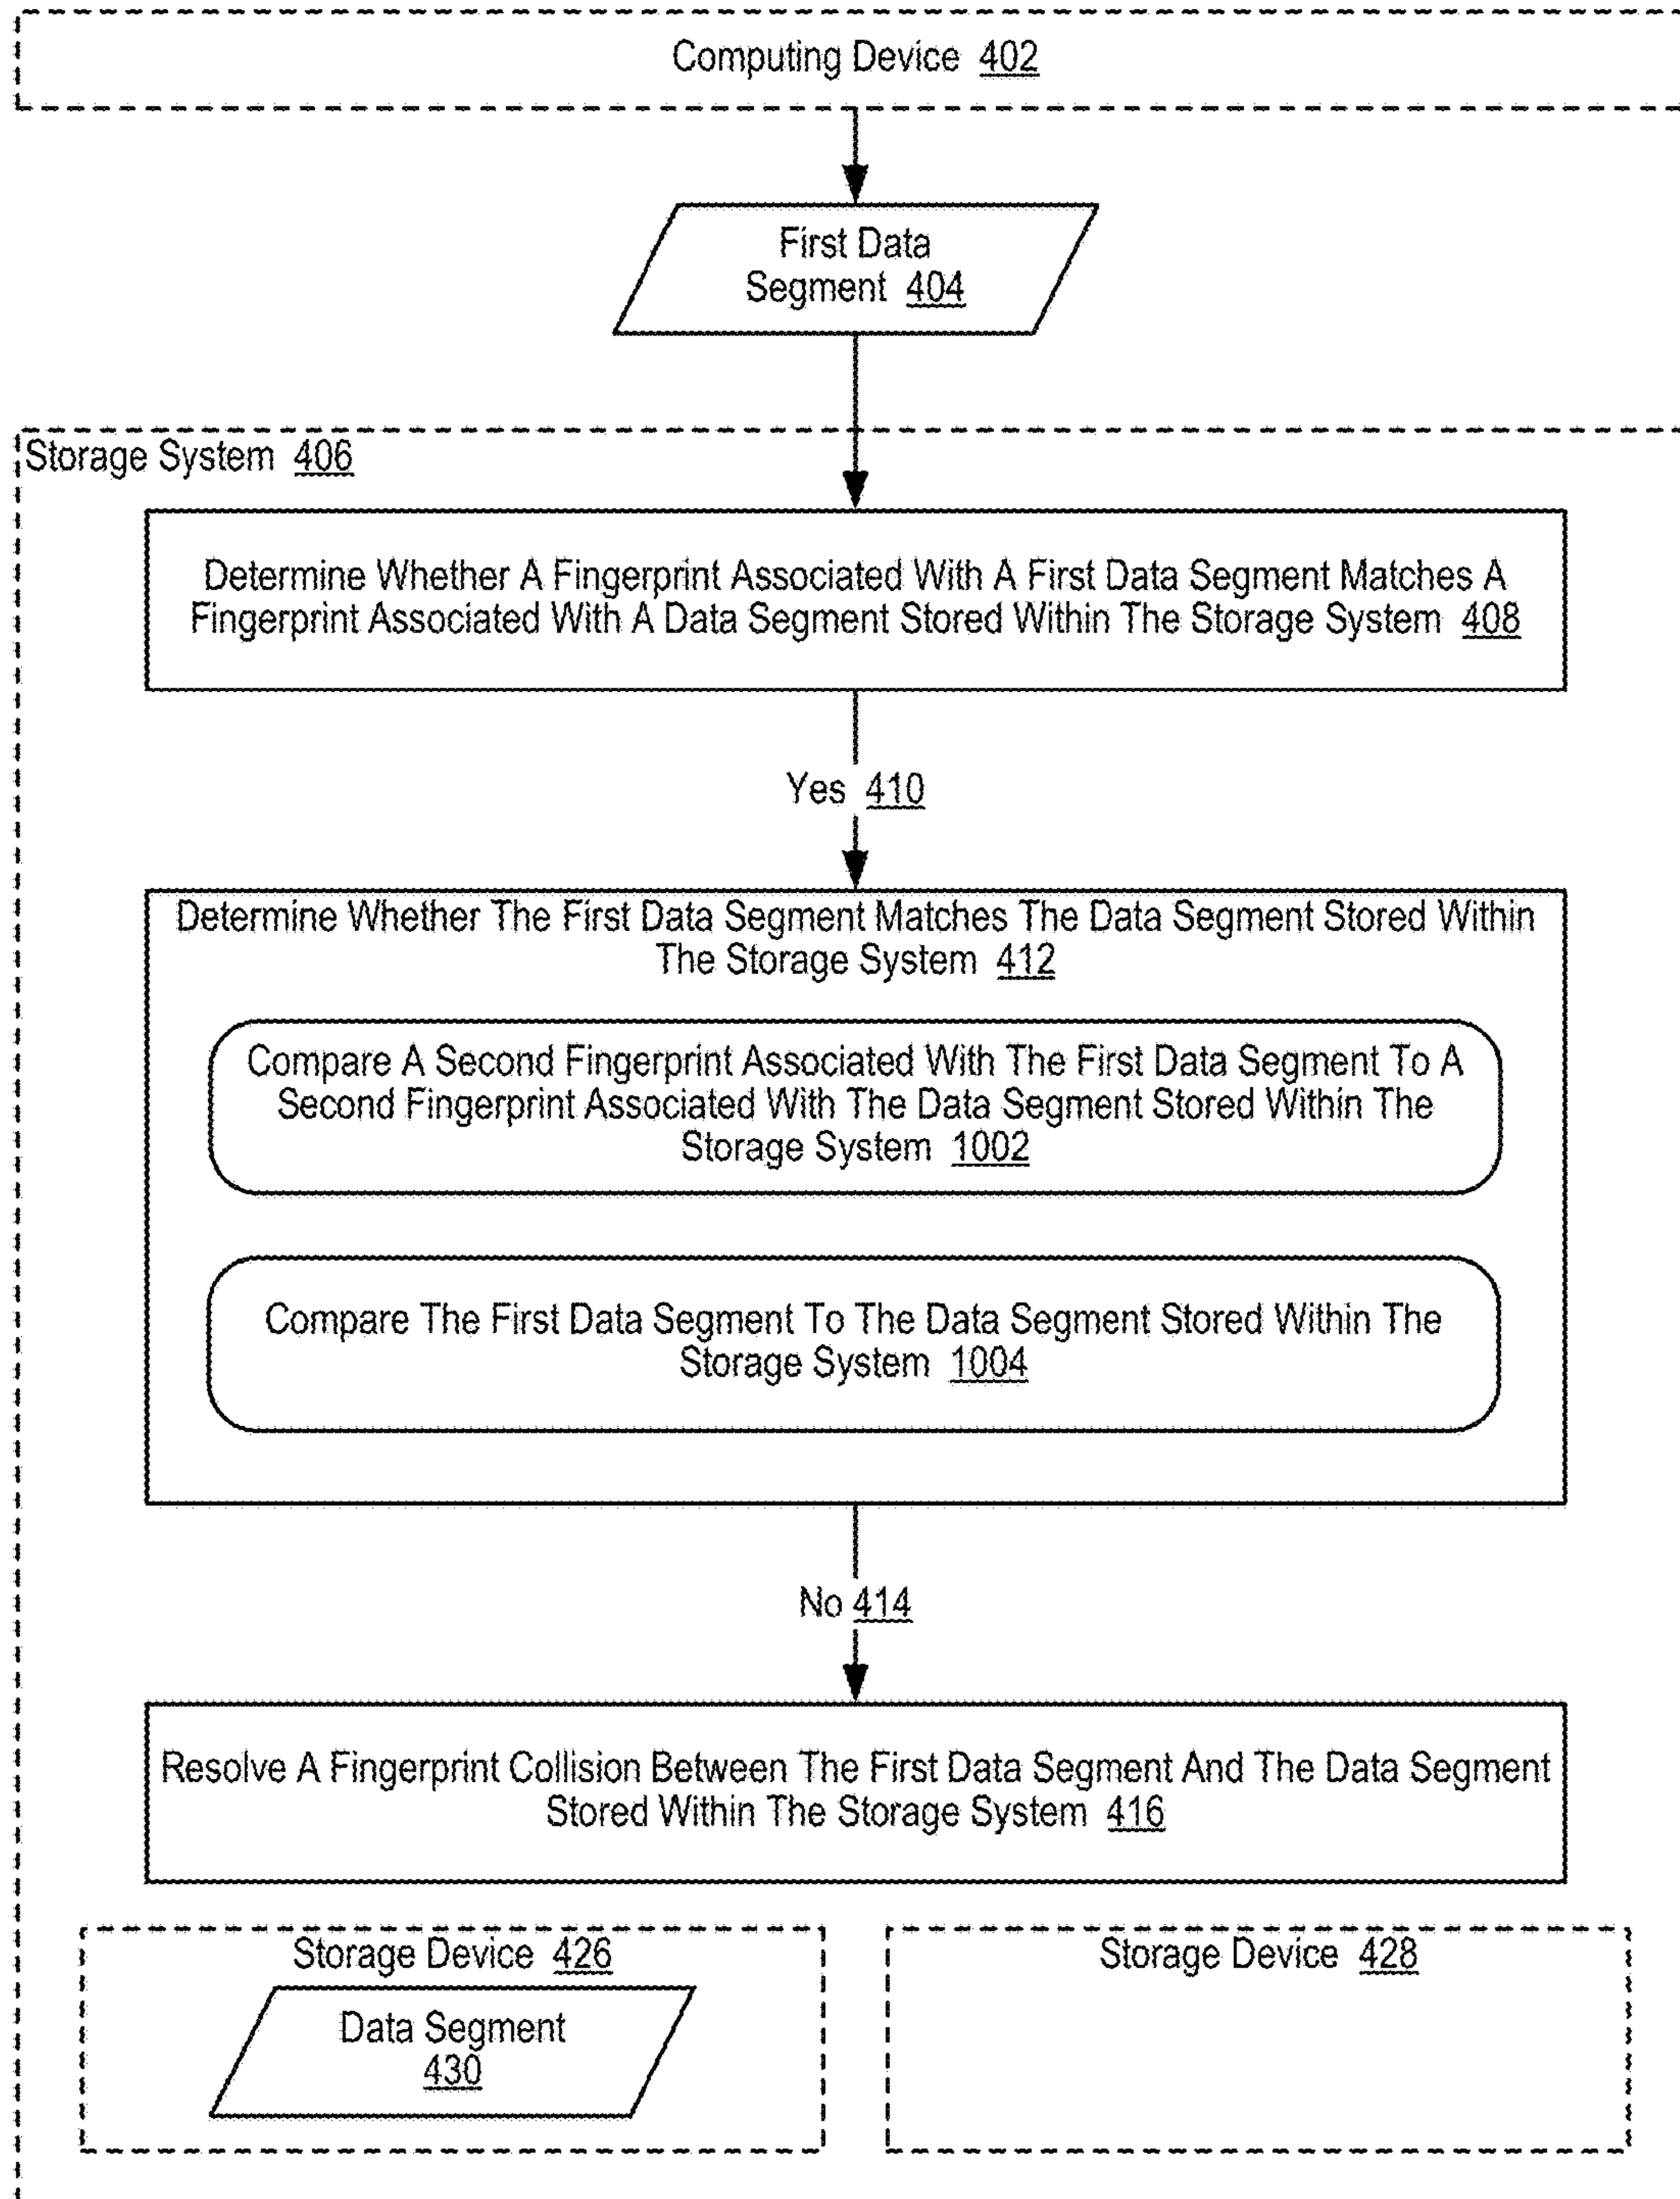 Computing Device 402
First Data
Segment 404
Storage System 406
Determine Whether A Fingerprint Associated With A First Data Segment Matches A
Fingerprint Associated With A Data Segment Stored Within The Storage System 408
Yes 410
Determine Whether The First Data Segment Matches The Data Segment Stored Within
The Storage System 412
Compare A Second Fingerprint Associated With The First Data Segment To A
Second Fingerprint Associated With The Data Segment Stored Within The
Storage System 1002
Compare The First Data Segment To The Data Segment Stored Within The
Storage System 1004
No 414
Resolve A Fingerprint Collision Between The First Data Segment And The Data Segment
Stored Within The Storage System 416
Storage Device 426
Data Segment
430
Storage Device 428